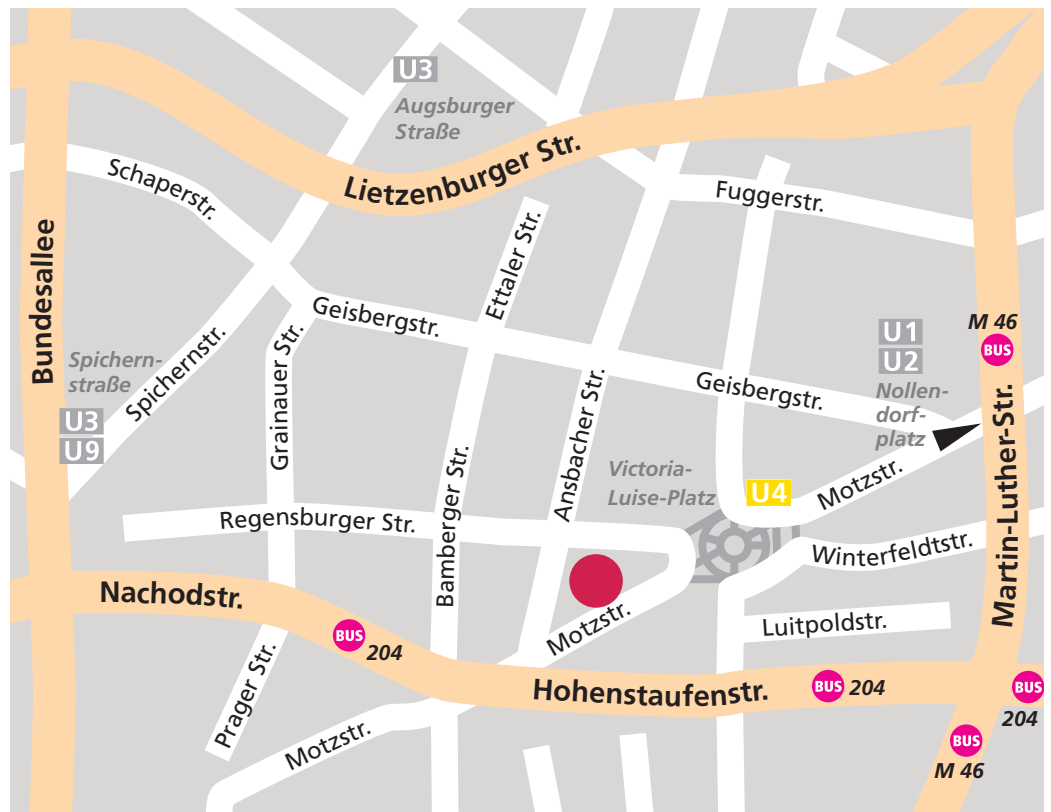 U3
Augsburger
Straße
Lietzenburger Str.
Schaperstr.
Fuggerstr.
Bundesallee
Ettaler Str.
Geisbergstr.
M 46
BUS
U1
U2
Nollen-
dorf-
platz
Spichern-
straße
U3
U9
Spichernstr.
Grainauer Str.
Geisbergstr.
Ansbacher Str.
Bamberger Str.
Victoria-
Luise-Platz
U4
Motzstr.
Martin-Luther-Str.
Regensburger Str.
Winterfeldtstr.
Nachodstr.
BUS
204
Motzstr.
Luitpoldstr.
Prager Str.
Hohenstaufenstr.
BUS 204
BUS
204
Motzstr.
BUS
M 46